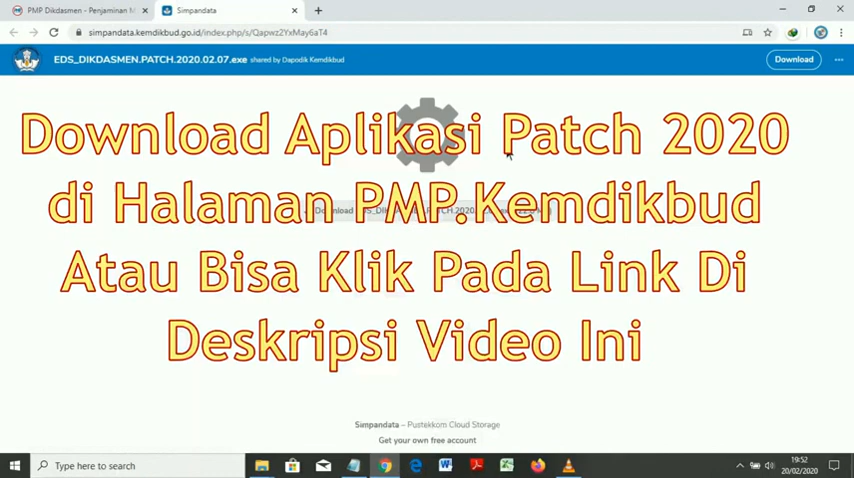 PMP Dikdasmen - Penjaminan M
Simpandata
simpandata.kemdikbud.go.id/index.php/s/Qapwz2YxMay6aT4
EDS_DIKDASMEN.PATCH.2020.02.07.exe shared by Dapodik Kemdikbud
Download
Download Aplikasi Patch 2020
di Halaman PMP.Kemdikbud
Atau Bisa Klik Pada Link Di
Deskripsi Video Ini
Simpandata – Pustekkom Cloud Storage
Get your own free account
Type here to search
19:52
20/02/2020